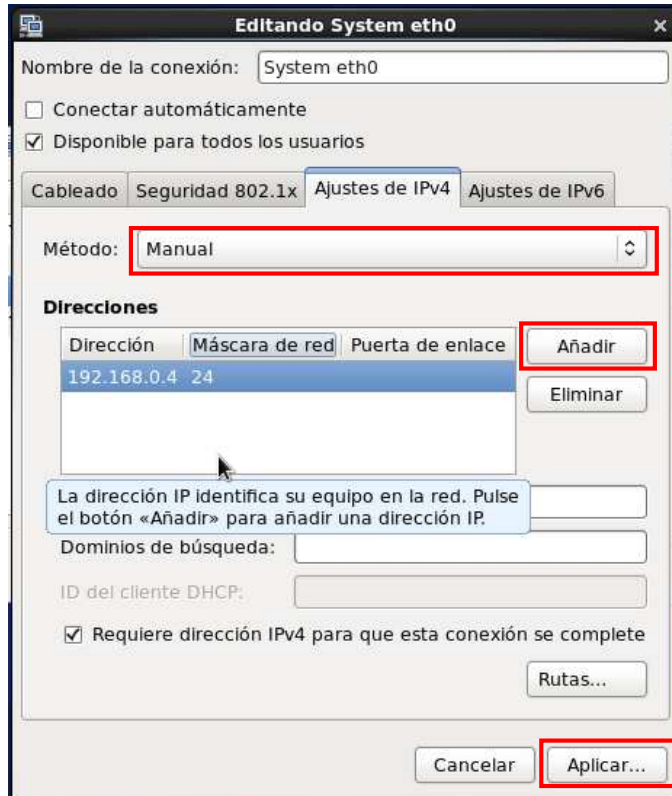 Editando System eth0
Nombre de la conexión: System eth0
Conectar automáticamente
Disponible para todos los usuarios
Cableado Seguridad 802.1x Ajustes de IPv4 Ajustes de IPv6
Método: Manual
Direcciones
Dirección Máscara de red Puerta de enlace Añadir
192.168.0.4 24
Eliminar
La dirección IP identifica su equipo en la red. Pulse
el botón «Añadir» para añadir una dirección IP.
Dominios de búsqueda:
ID del cliente DHCP:
Requiere dirección IPv4 para que esta conexión se complete
Rutas...
Cancelar Aplicar...